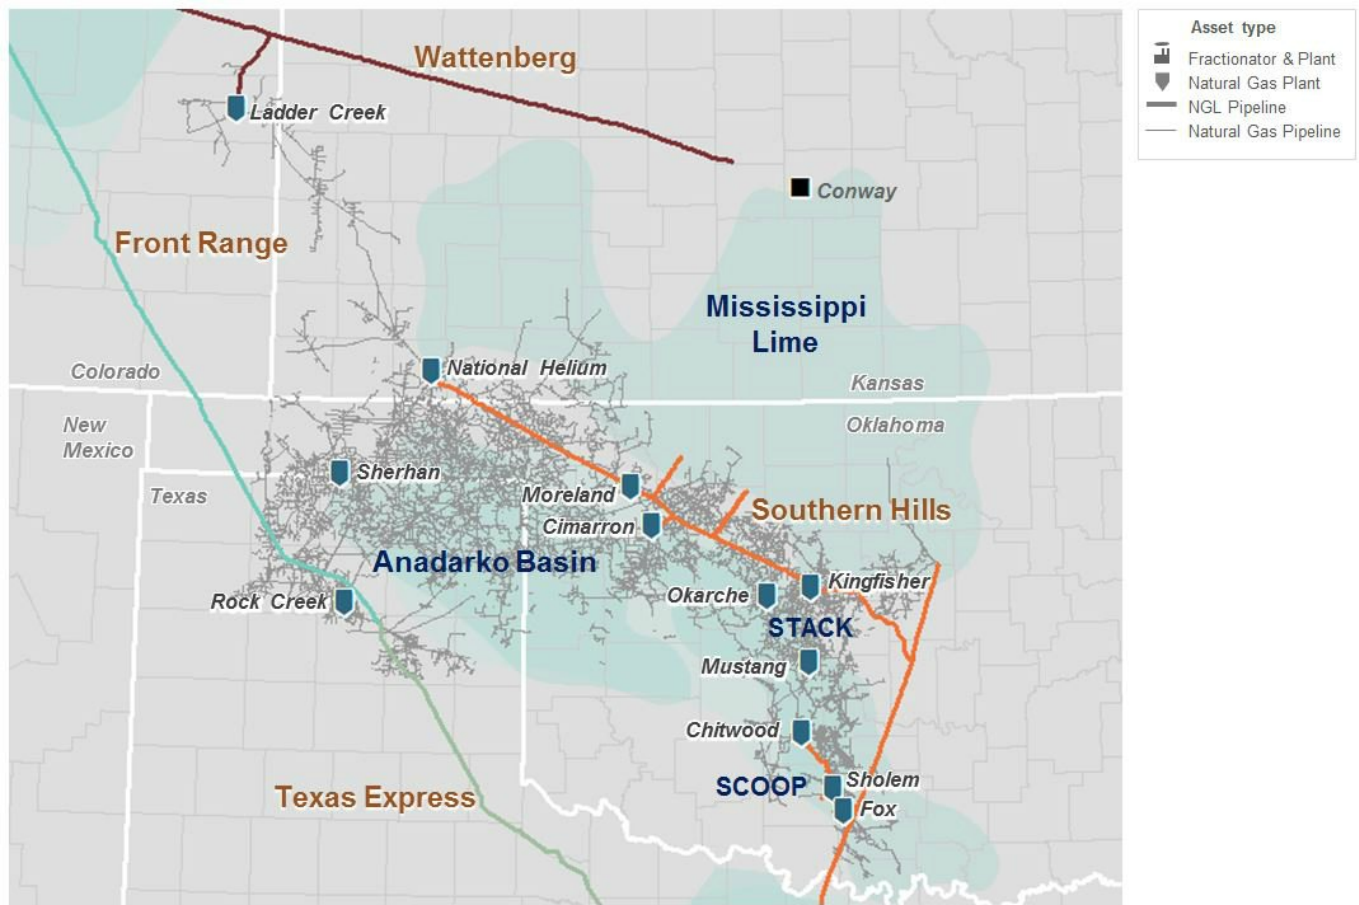 Wattenberg
Ladder Creek
Conway
Front Range
Mississippi
Lime
National Helium
Colorado
Kansas
New
Mexico
Oklahoma
Sherhan
Texas
Moreland
Southern Hills
Cimarron
Anadarko Basin
Kingfisher
Okarche
Rock Creek
STACK
Mustang
Chitwood
Sholem
SCOOP
Texas Express
Fox
Asset type
Fractionator & Plant
Natural Gas Plant
NGL Pipeline
Natural Gas Pipeline